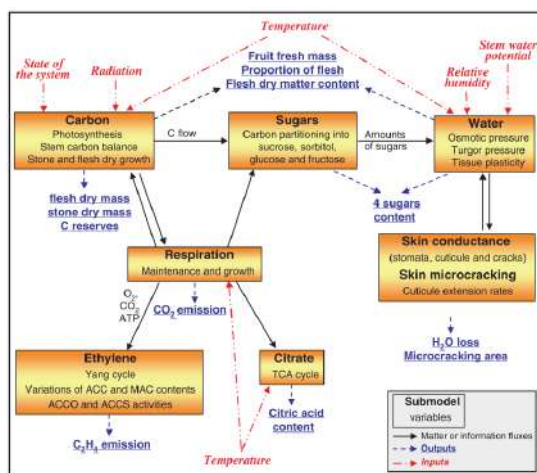 Temperature
State of
the system
Radiation
Stem water
potential
Relative
humidity
Fruit fresh mass
Proportion of flesh
Flesh dry matter content
Carbon
Photosynthesis
Stem carbon balance
Stone and flesh dry growth
C flow
Sugars
Carbon partitioning into
sucrose, sorbitol,
glucose and fructose
Amounts
of sugars
Water
Osmotic pressure
Turgor pressure
Tissue plasticity
flesh dry mass
stone dry mass
C reserves
4 sugars
content
Respiration
Maintenance and growth
Skin conductance
(stomata, cuticule and cracks)
Skin microcracking
Cuticule extension rates
O2,
CO2,
ATP
CO2 emission
H2O loss
Microcracking area
Ethylene
Yang cycle
Variations of ACC and MAC contents
ACCO and ACCS activities
Citrate
TCA cycle
C2H4 emission
Citric acid
content
Temperature
Submodel
variables
Matter or information fluxes
Outputs
Inputs